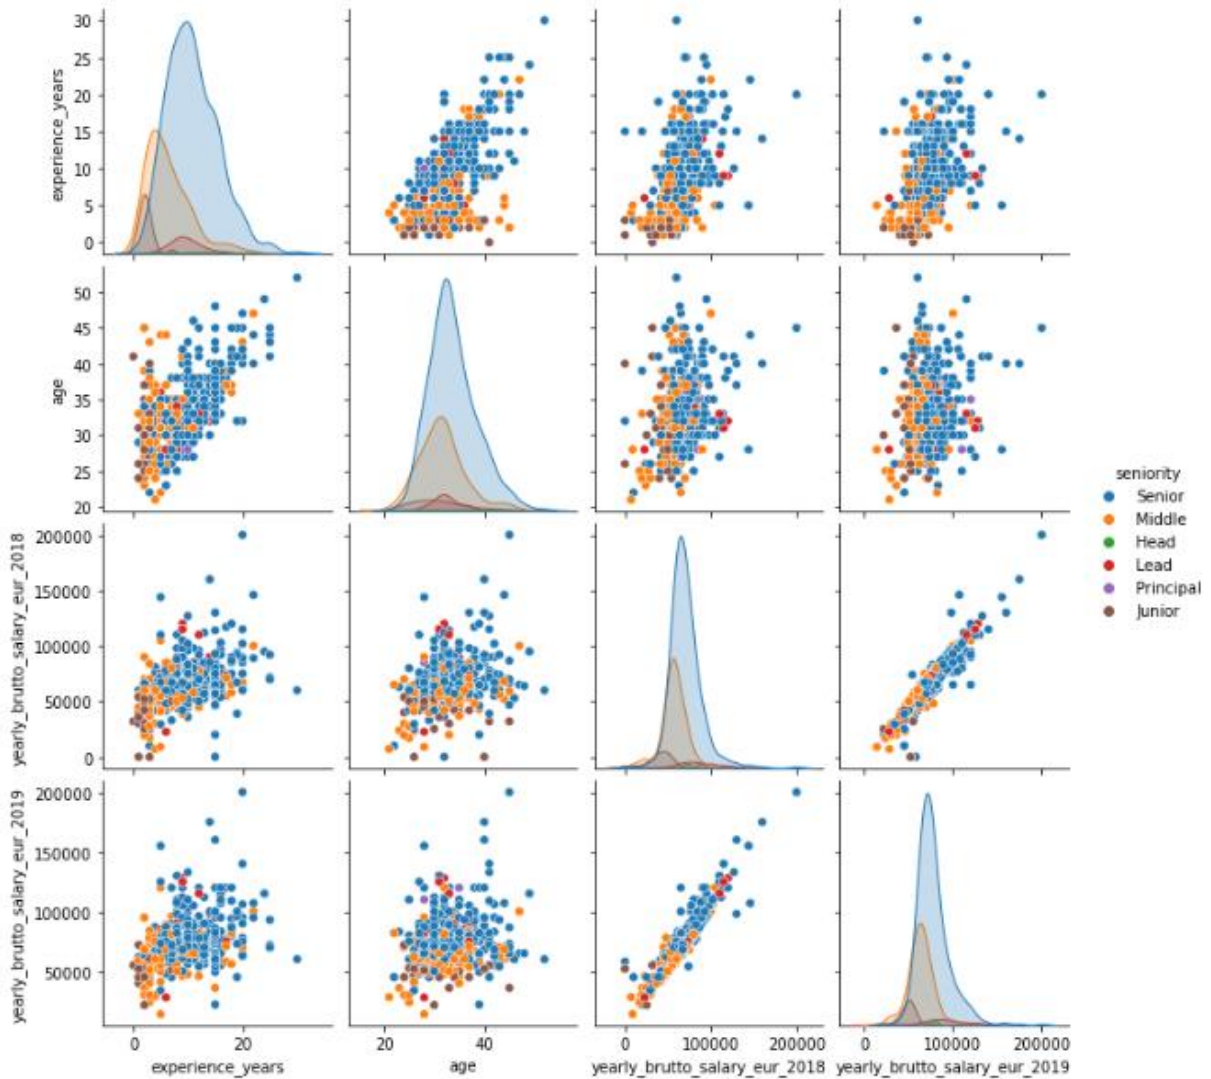 30
25
20
15
10
5
0
experience_years
50
45
40
35
30
25
20
age
200000
150000
100000
50000
0
yearly_brutto_salary_eur_2018
200000
150000
100000
50000
yearly_brutto_salary_eur_2019
0 20
experience_years
20 40
age
0 100000 200000
yearly_brutto_salary_eur_2018
0 100000 200000
yearly_brutto_salary_eur_2019
seniority
Senior
Middle
Head
Lead
Principal
Junior